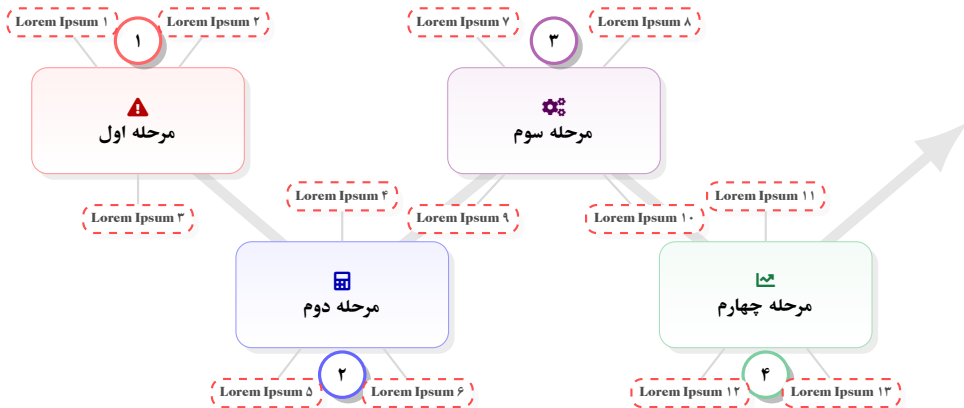 Lorem Ipsum ۱
۱
Lorem Ipsum ۲
مرحله اول
Lorem Ipsum ۳
Lorem Ipsum ۴
مرحله دوم
Lorem Ipsum ۵
۲
Lorem Ipsum ۶
Lorem Ipsum ۷
۳
Lorem Ipsum ۸
مرحله سوم
Lorem Ipsum ۹
Lorem Ipsum ۱۰
Lorem Ipsum ۱۱
مرحله چهارم
Lorem Ipsum ۱۲
۴
Lorem Ipsum ۱۳